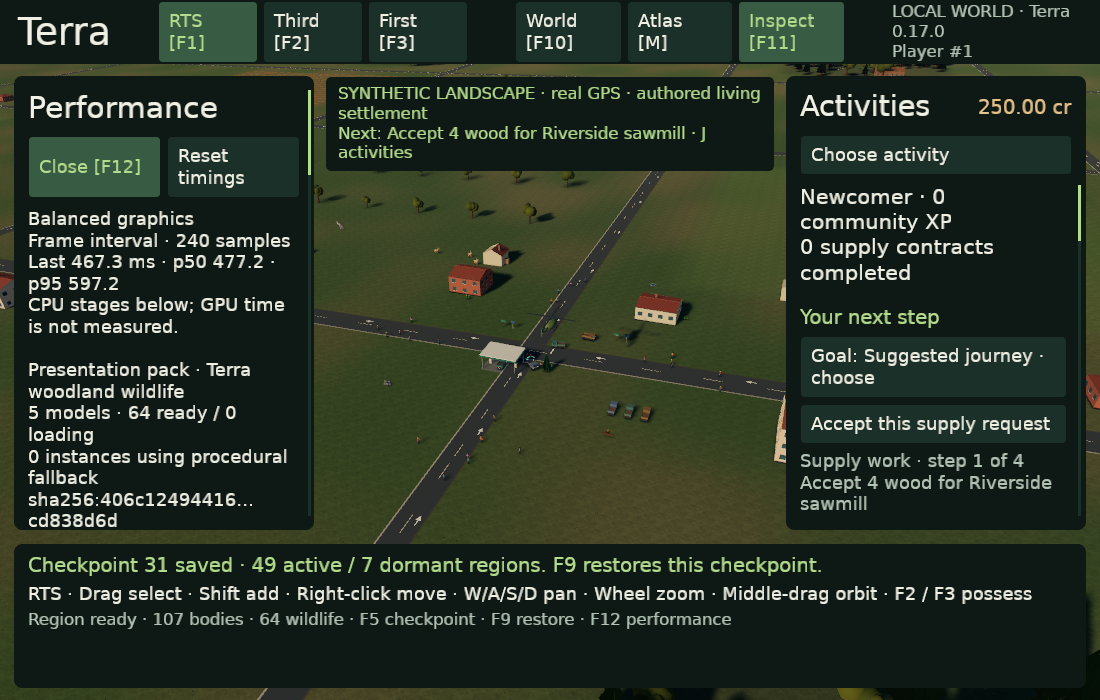 Terra
RTS
[F1]
Third
[F2]
First
[F3]
World
[F10]
Atlas
[M]
Inspect
[F11]
LOCAL WORLD · Terra
0.17.0
Player #1
Performance
Close [F12]
Reset
timings
Balanced graphics
Frame interval · 240 samples
Last 467.3 ms · p50 477.2 ·
p95 597.2
CPU stages below; GPU time
is not measured.
Presentation pack · Terra
woodland wildlife
5 models · 64 ready / 0
loading
0 instances using procedural
fallback
sha256:406c12494416…
cd838d6d
SYNTHETIC LANDSCAPE · real GPS · authored living
settlement
Next: Accept 4 wood for Riverside sawmill · J
activities
Activities
250.00 cr
Choose activity
Newcomer · 0
community XP
0 supply contracts
completed
Your next step
Goal: Suggested journey ·
choose
Accept this supply request
Supply work · step 1 of 4
Accept 4 wood for Riverside
sawmill
Checkpoint 31 saved · 49 active / 7 dormant regions. F9 restores this checkpoint.
RTS · Drag select · Shift add · Right-click move · W/A/S/D pan · Wheel zoom · Middle-drag orbit · F2 / F3 possess
Region ready · 107 bodies · 64 wildlife · F5 checkpoint · F9 restore · F12 performance